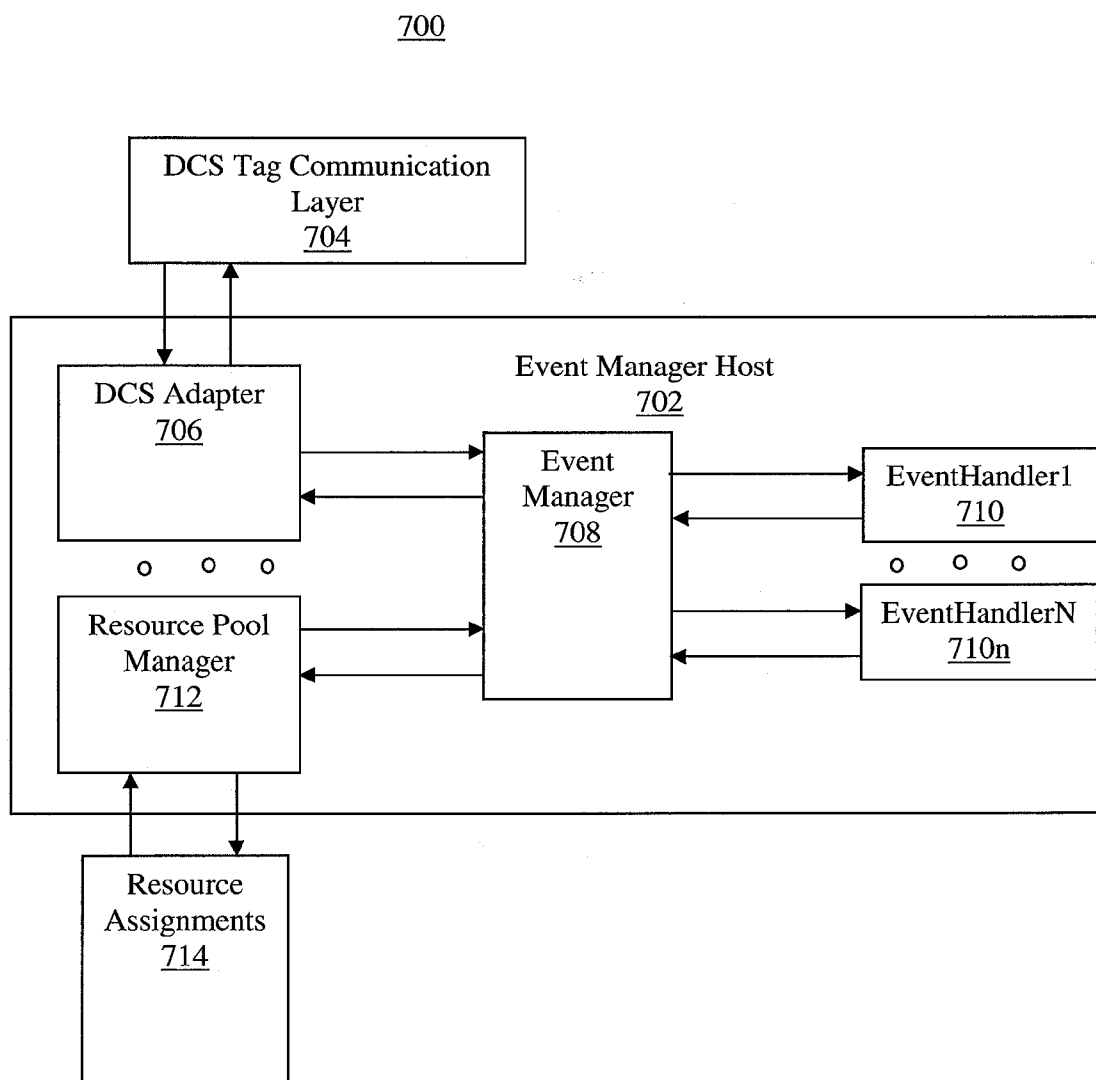 700
DCS Tag Communication
Layer
704
Event Manager Host
702
DCS Adapter
706
Event
Manager
708
EventHandler1
710
EventHandlerN
710n
Resource Pool
Manager
712
Resource
Assignments
714